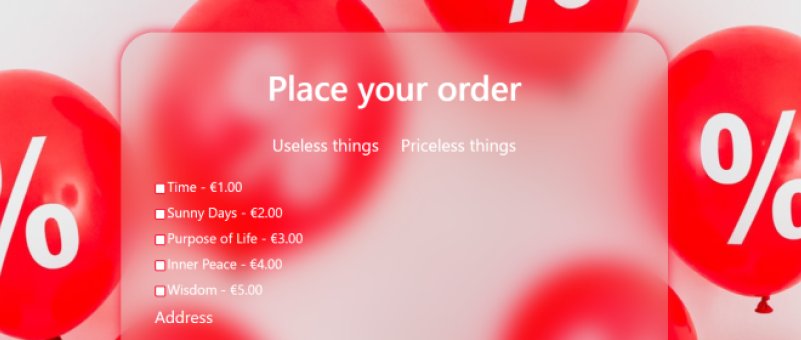 %
Place your order
Useless things Priceless things
% %
Time - €1.00
Sunny Days - €2.00
Purpose of Life - €3.00
Inner Peace - €4.00
Wisdom - €5.00
Address